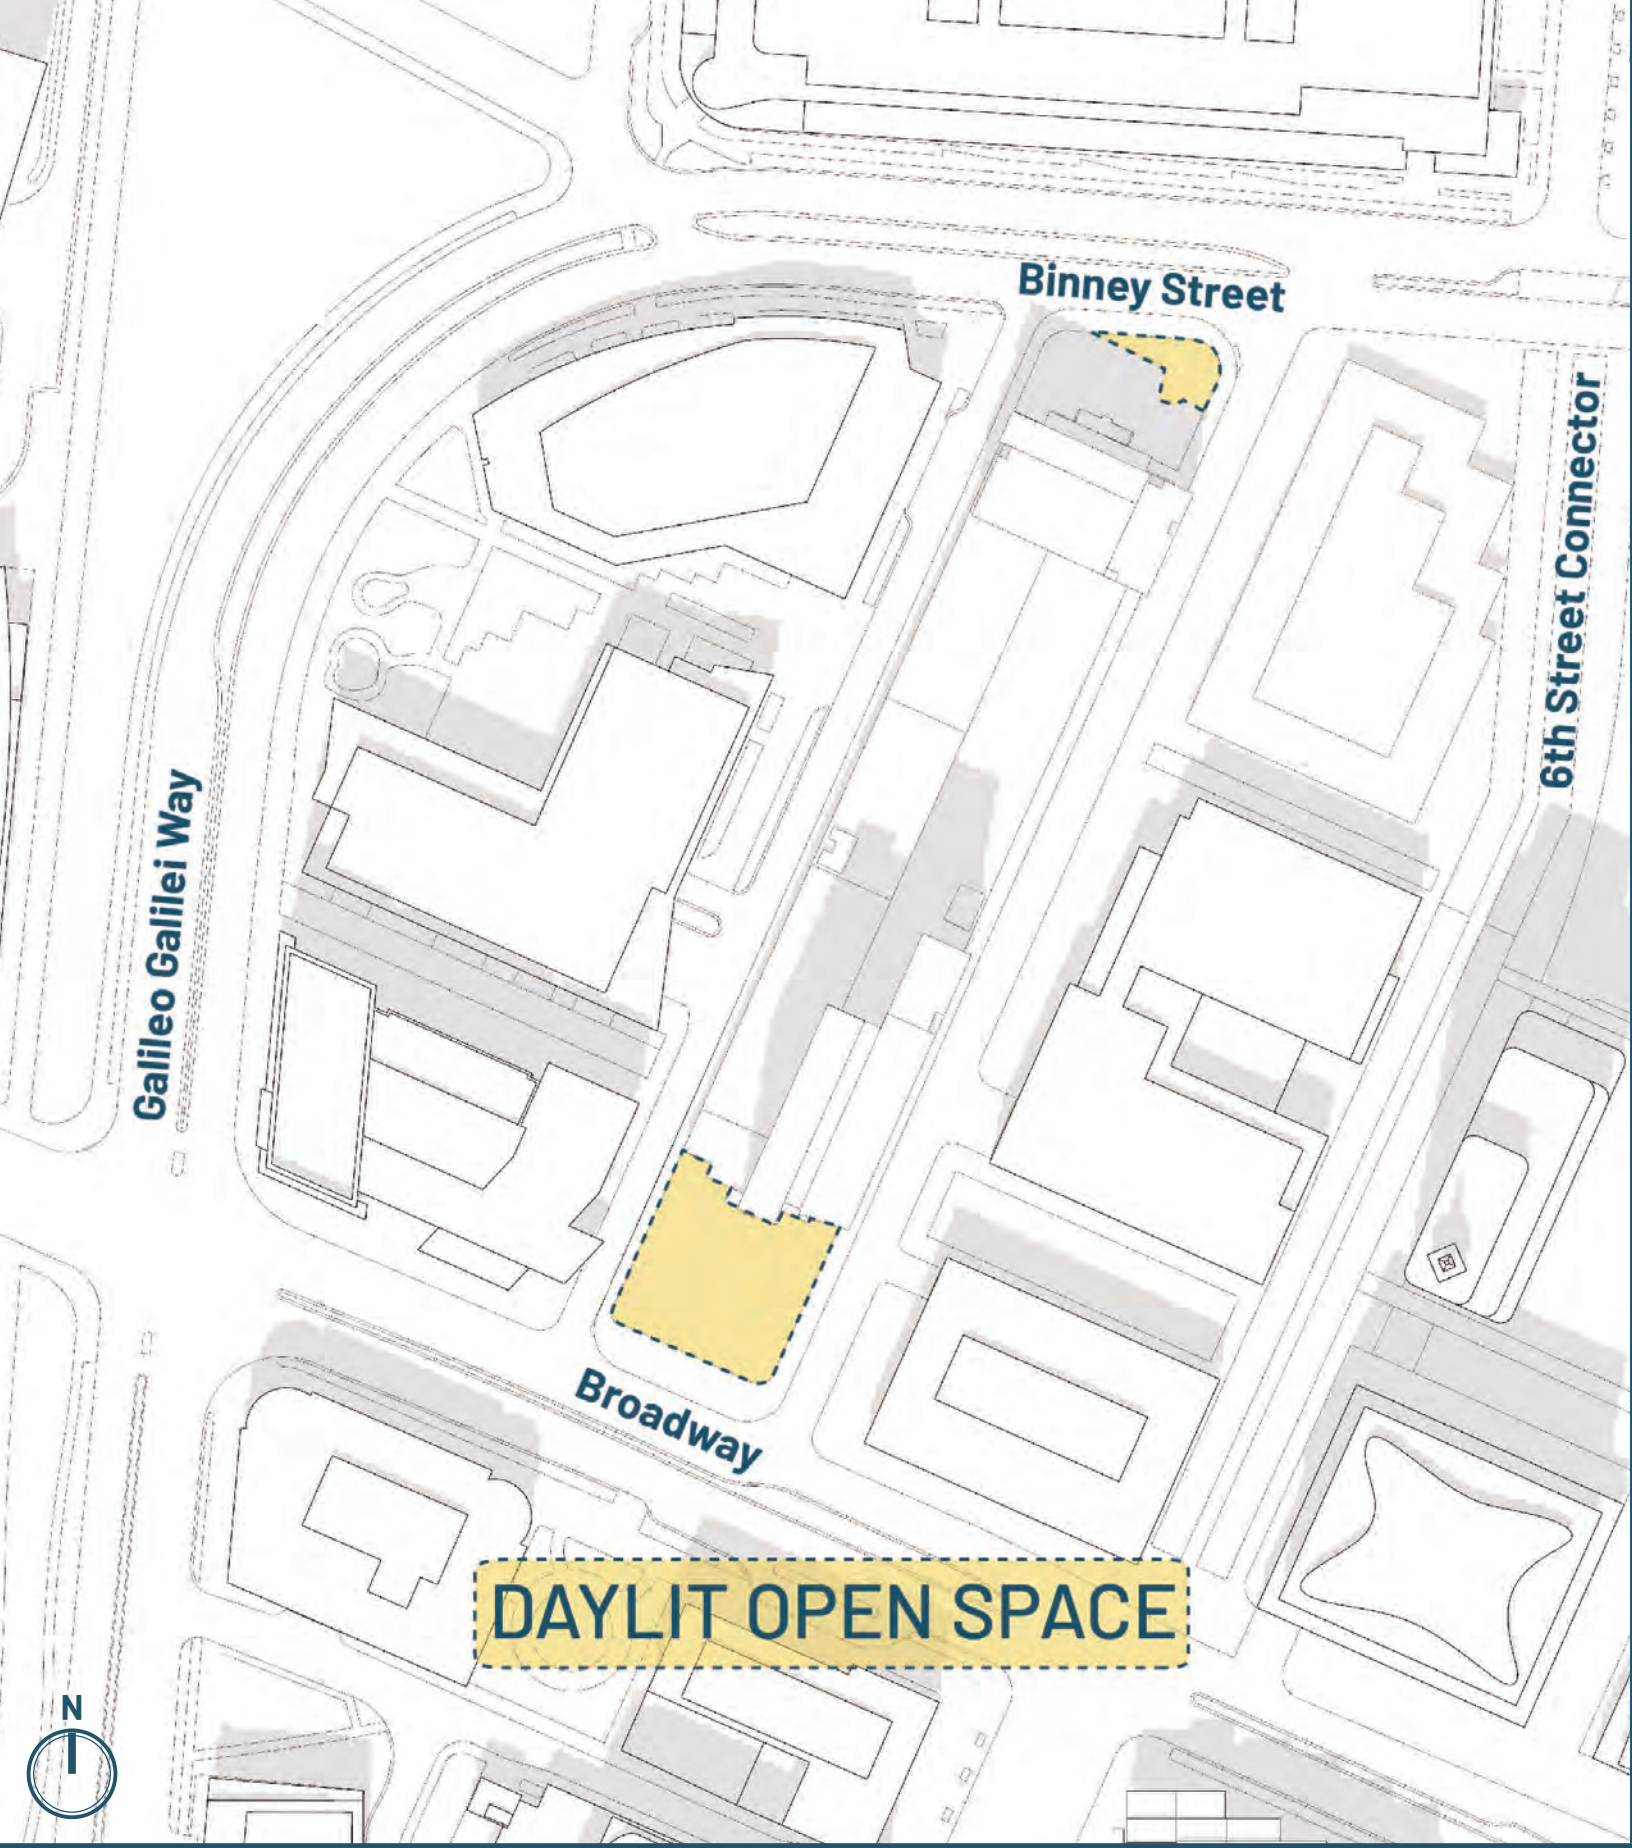 Binney Street
6th Street Connector
Galileo Galilei Way
Broadway
DAYLIT OPEN SPACE
N